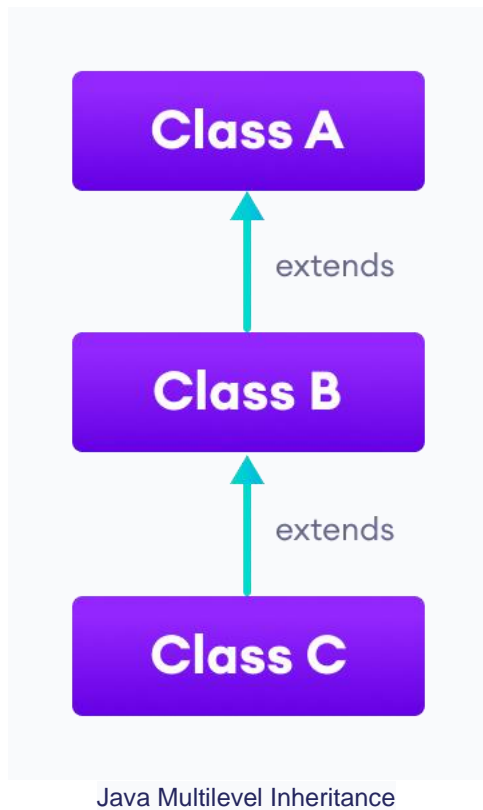 Class A
extends
Class B
extends
Class C
Java Multilevel Inheritance